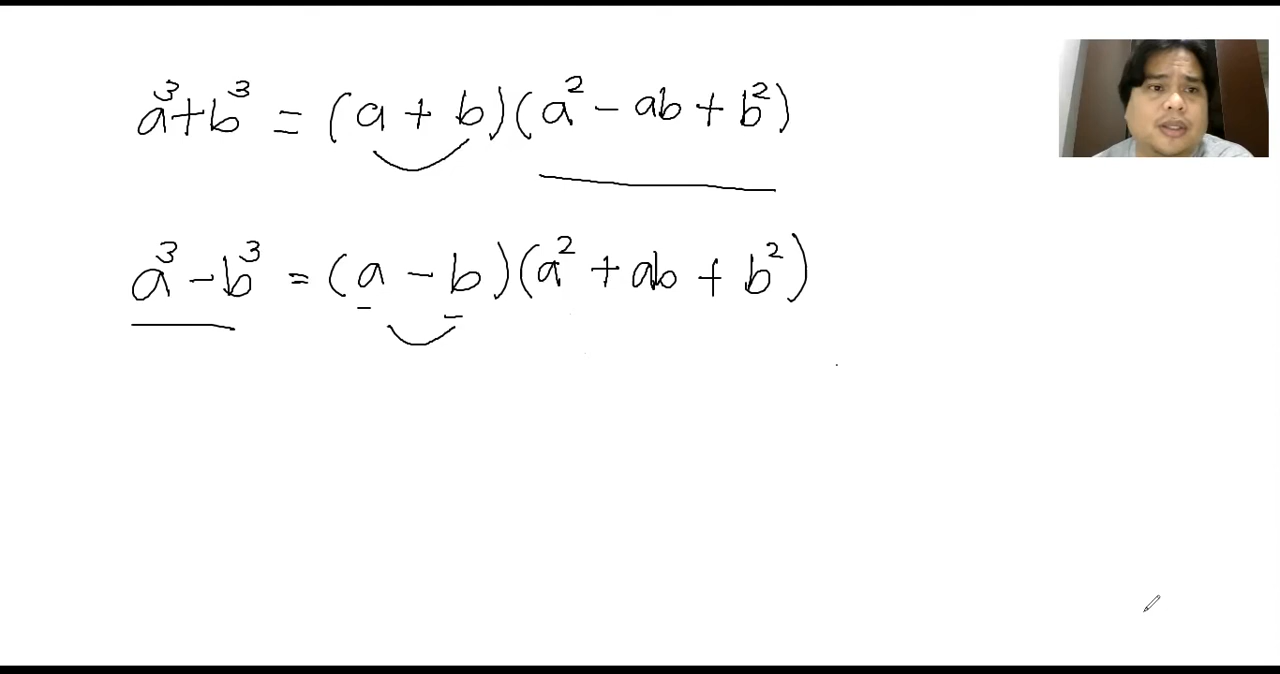 a³+b³ = (a + b)(a² - ab + b²)
a³ - b³ = (a - b)(a² + ab + b²)